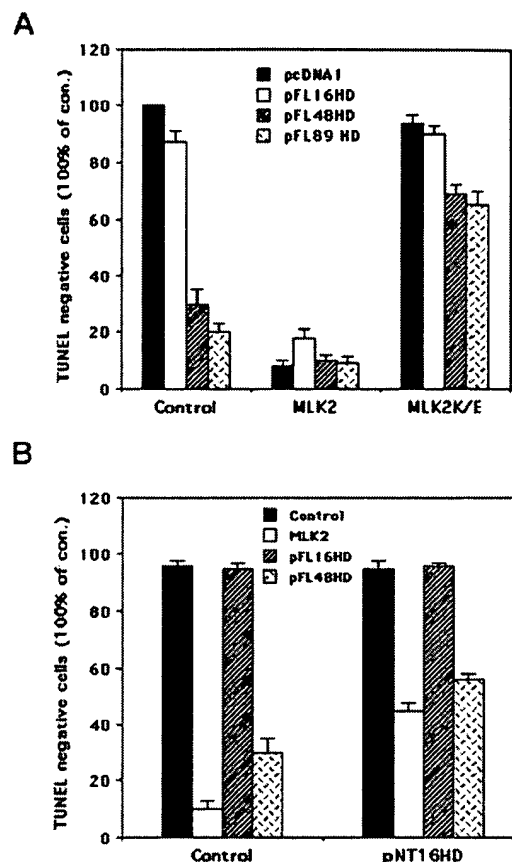 A
TUNEL negative cells (100% of con.)
120
100
80
60
40
20
0
pcDNA1
pFL16HD
pFL48HD
pFL89 HD
Control
MLK2
MLK2K/E
B
TUNEL negative cells (100% of con.)
120
100
80
60
40
20
0
Control
MLK2
pFL16HD
pFL48HD
Control
pNT16HD